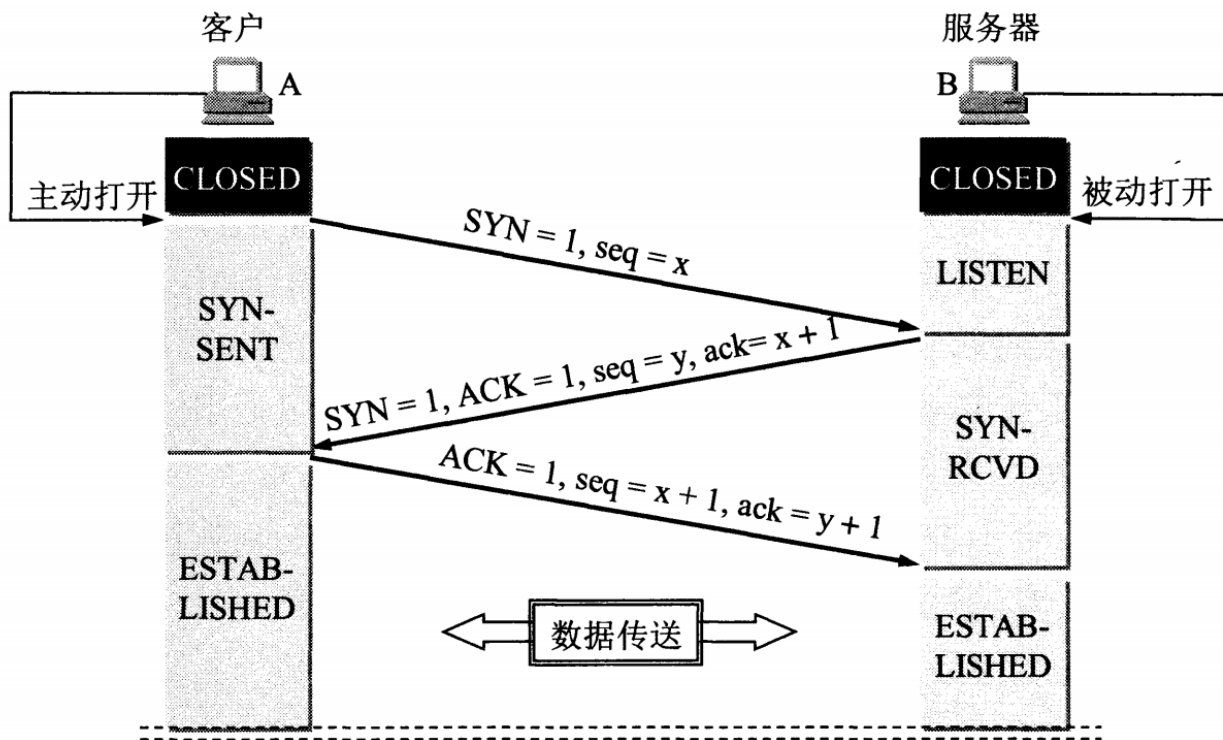 客户
服务器
A
B
CLOSED
CLOSED
主动打开
被动打开
SYN = 1, seq = x
LISTEN
SYN-
SENT
SYN = 1, ACK = 1, seq = y, ack= x + 1
SYN-
RCVD
ACK = 1, seq = x + 1, ack = y + 1
ESTAB-
LISHED
数据传送
ESTAB-
LISHED